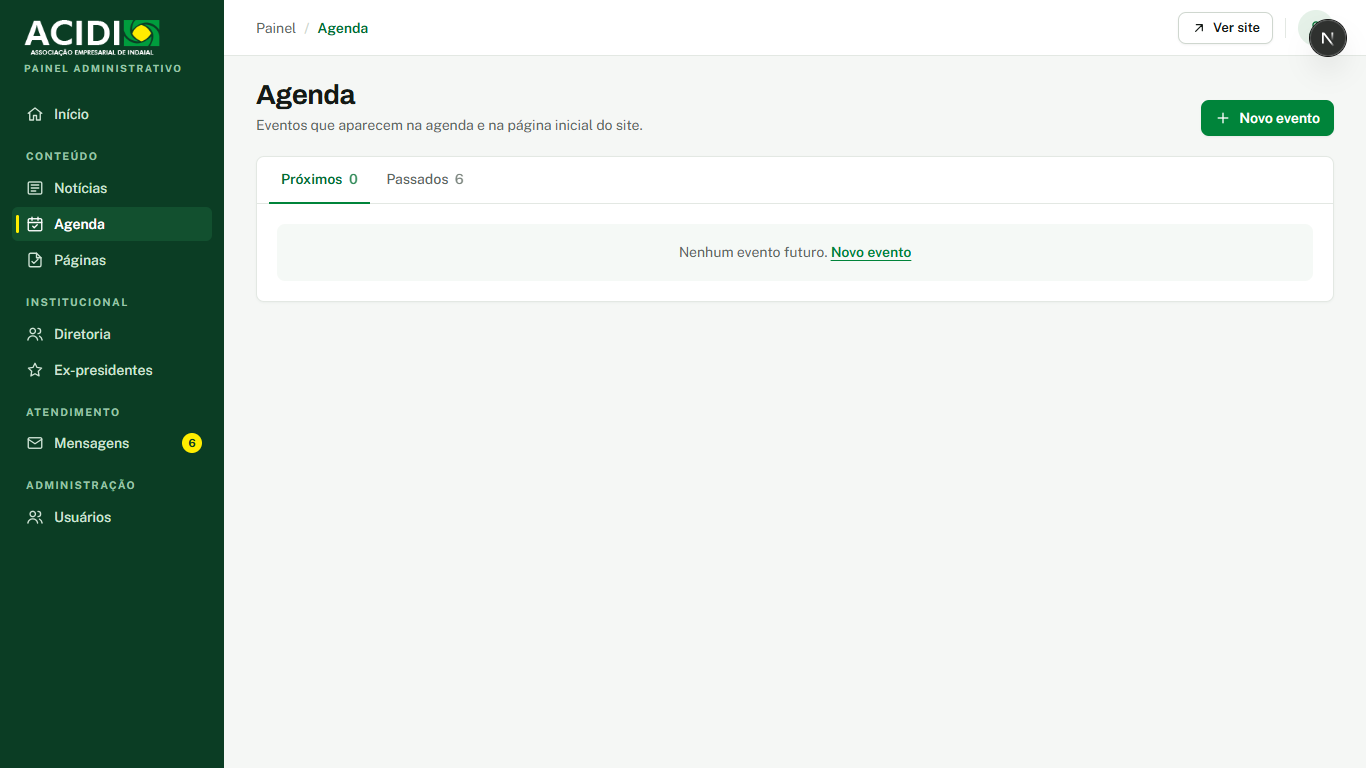 ACIDI
ASSOCIAÇÃO EMPRESARIAL DE INDAIAL
PAINEL ADMINISTRATIVO
Início
CONTEÚDO
Notícias
Agenda
Páginas
INSTITUCIONAL
Diretoria
Ex-presidentes
ATENDIMENTO
Mensagens 6
ADMINISTRAÇÃO
Usuários
Painel / Agenda
Ver site
N
Agenda
Eventos que aparecem na agenda e na página inicial do site.
+ Novo evento
Próximos 0 Passados 6
Nenhum evento futuro. Novo evento